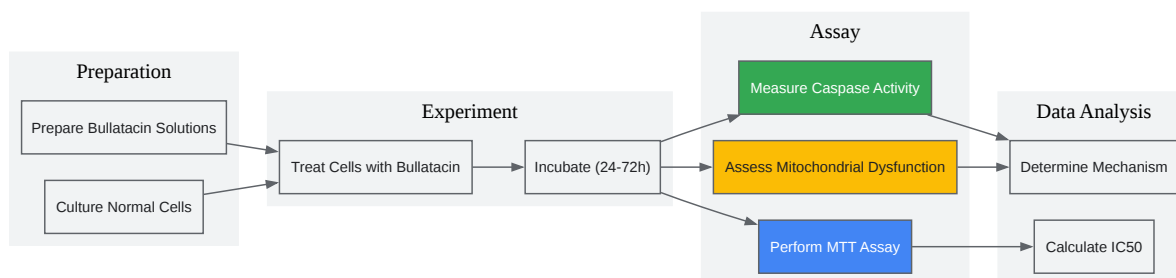 Preparation
Prepare Bullatacin Solutions
Culture Normal Cells
Experiment
Treat Cells with Bullatacin
Incubate (24-72h)
Assay
Measure Caspase Activity
Assess Mitochondrial Dysfunction
Perform MTT Assay
Data Analysis
Determine Mechanism
Calculate IC50